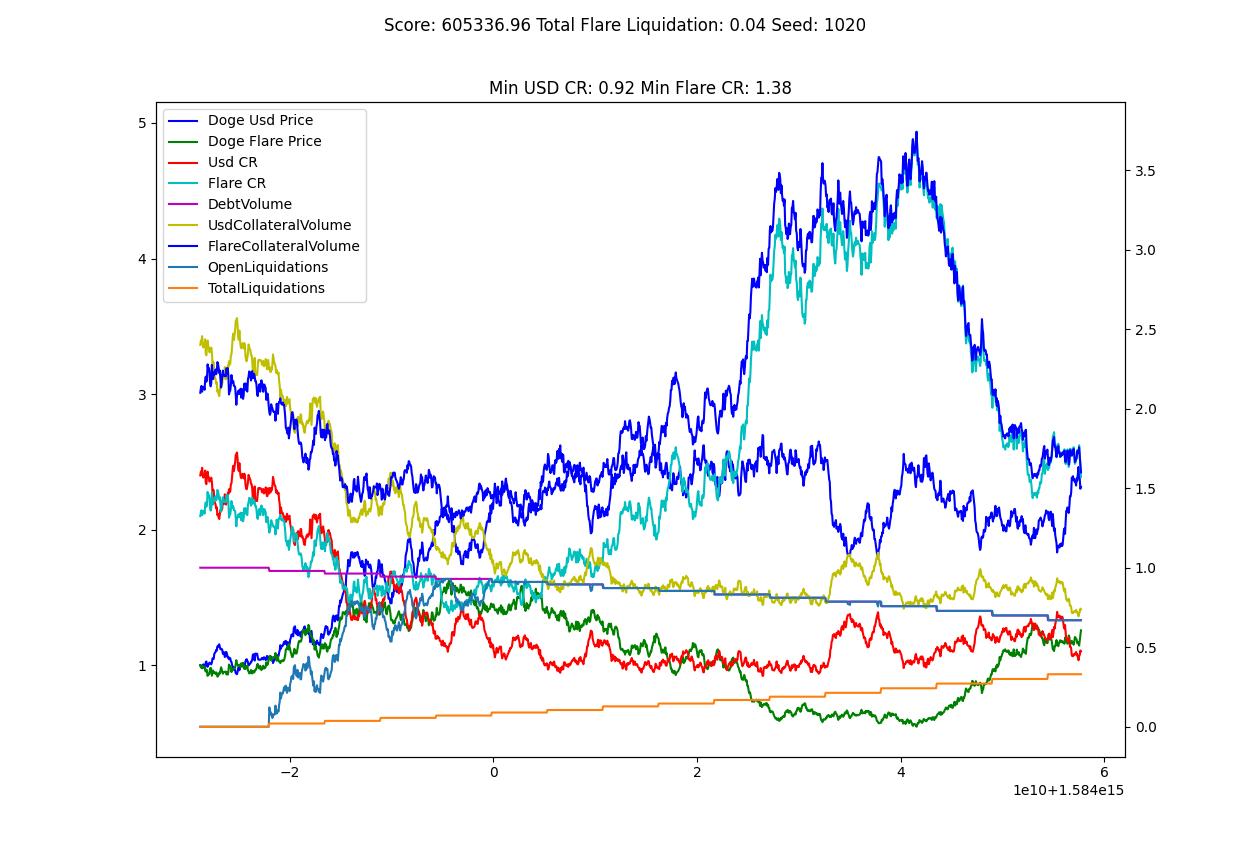 Score: 605336.96 Total Flare Liquidation: 0.04 Seed: 1020
Min USD CR: 0.92 Min Flare CR: 1.38
Doge Usd Price
Doge Flare Price
Usd CR
Flare CR
DebtVolume
UsdCollateralVolume
FlareCollateralVolume
OpenLiquidations
TotalLiquidations
5
4
3
2
1
3.5
3.0
2.5
2.0
1.5
1.0
0.5
0.0
−2
0
2
4
6
1e10+1.584e15